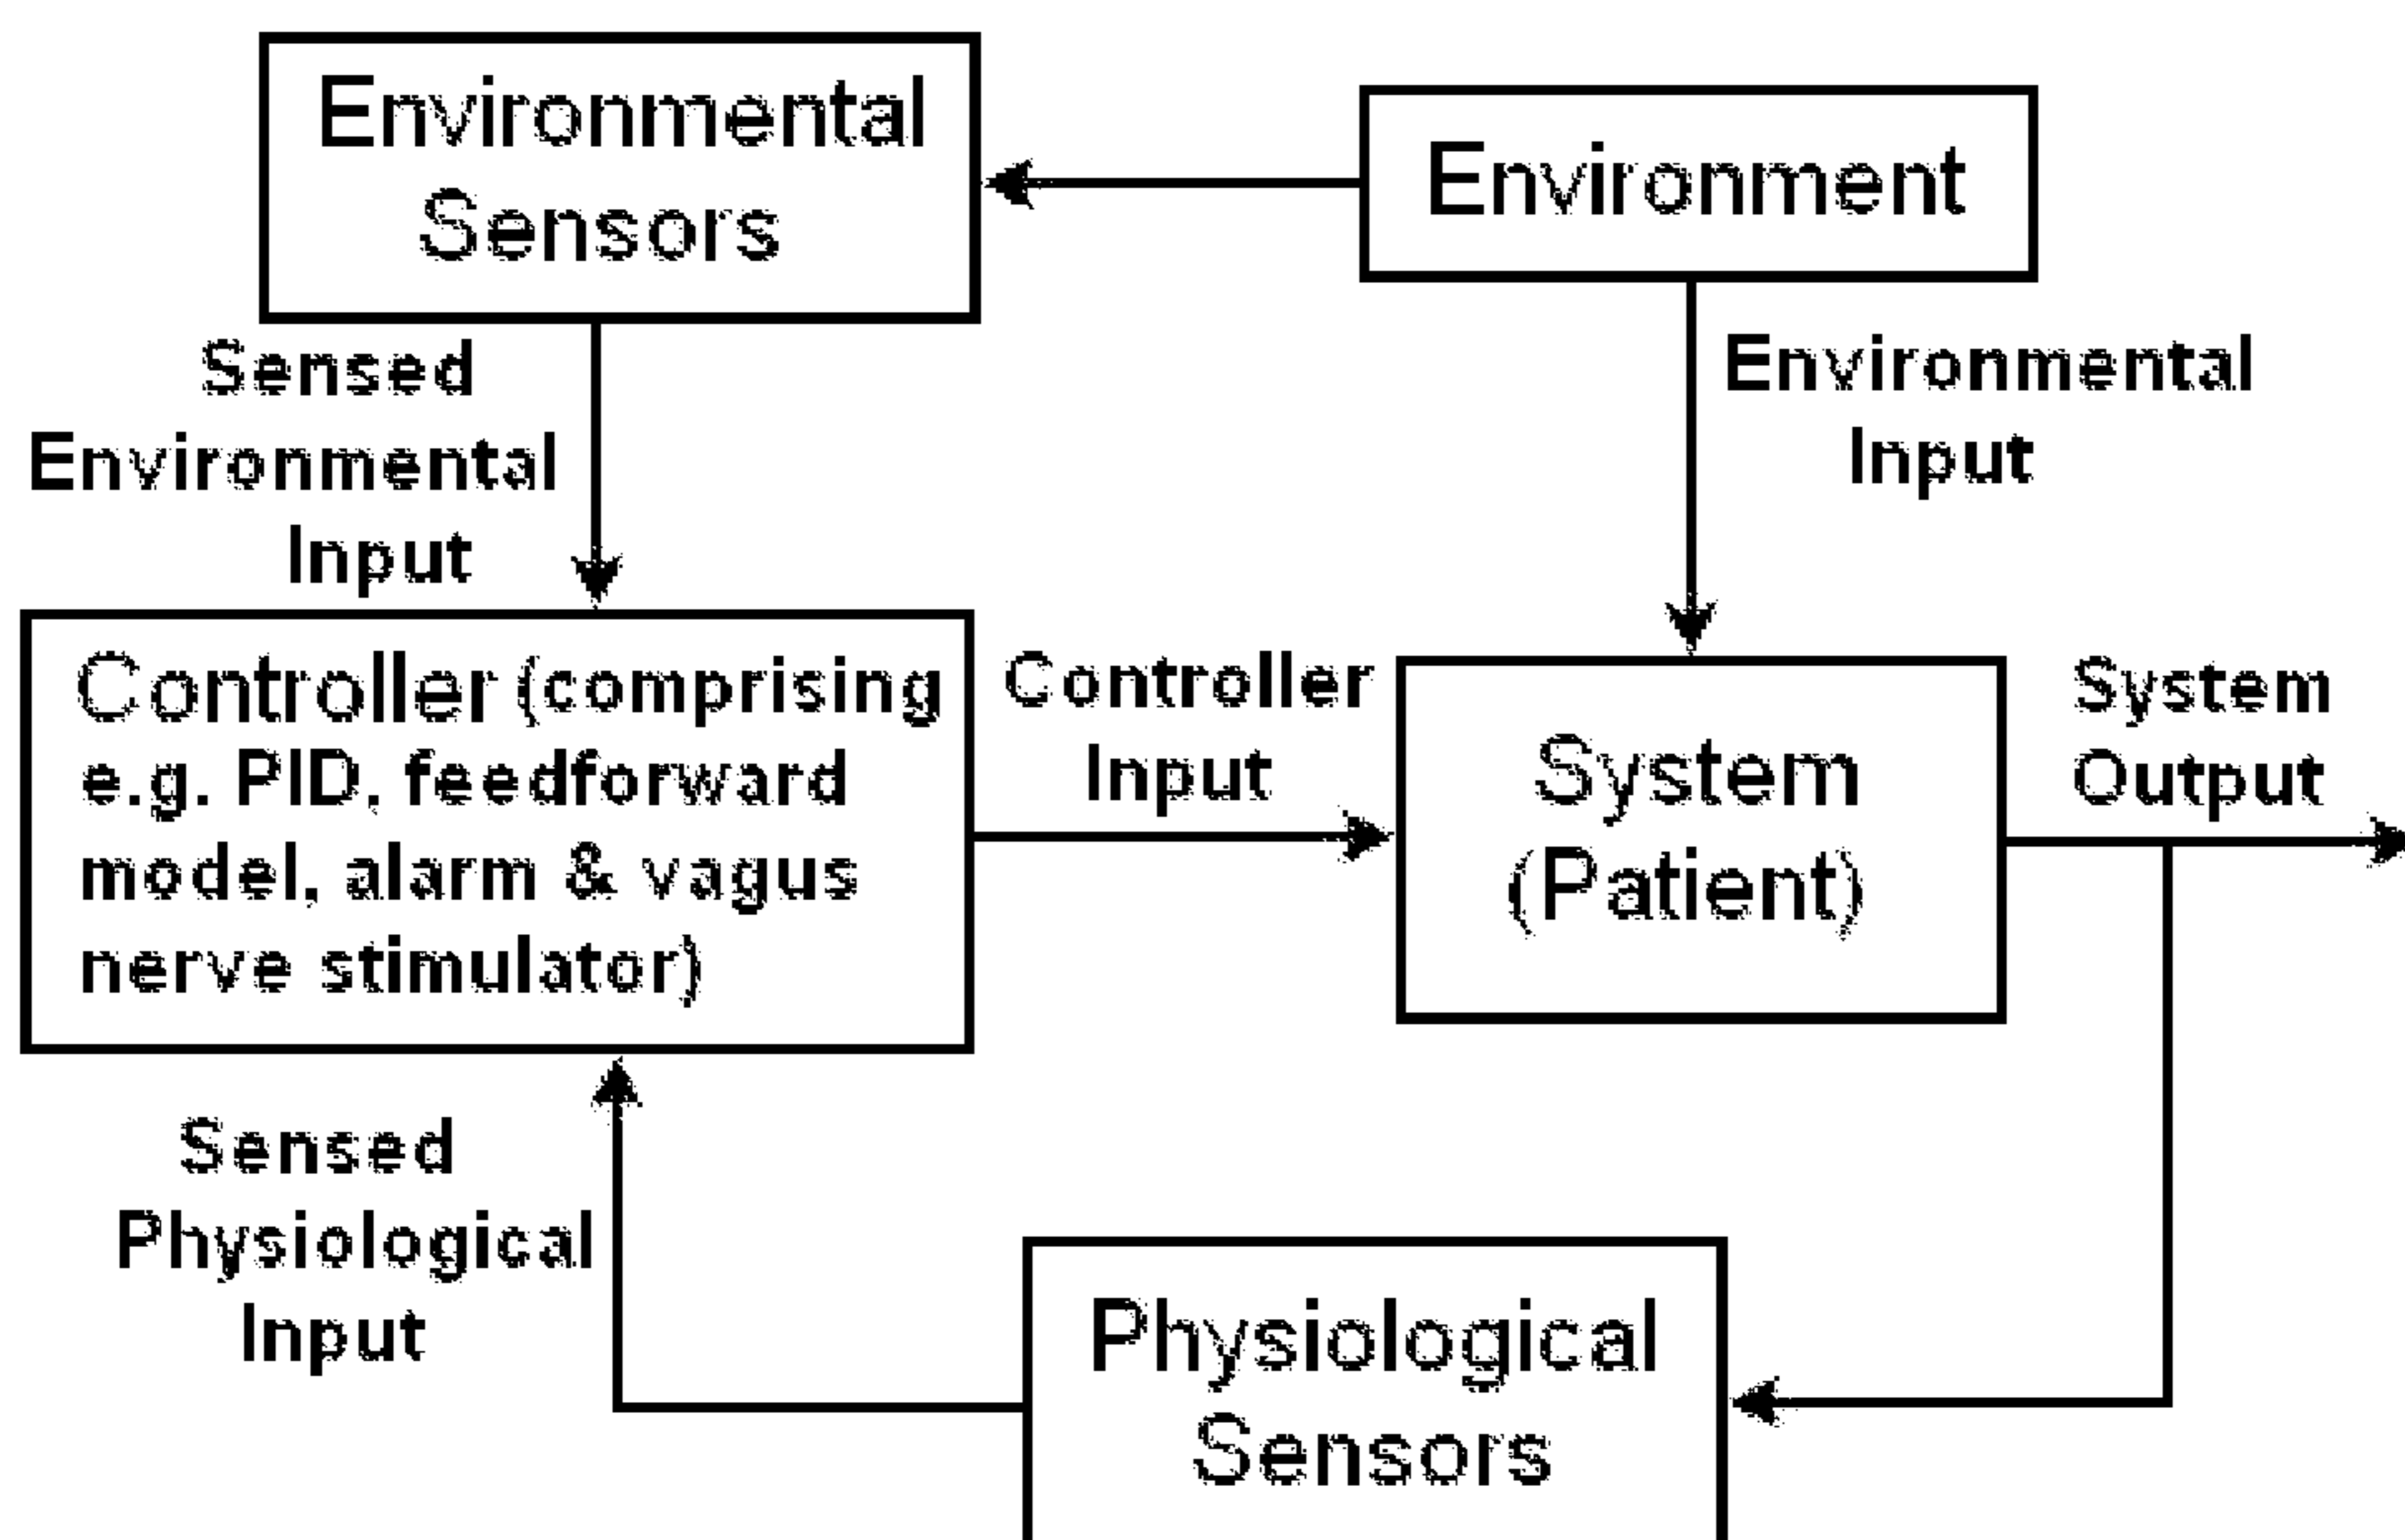 Environmental
Sensors
Environment
Sensed
Environmental
Input
Environmental
Input
Controller (comprising
e.g. PID, feedforward
model, alarm & vagus
nerve stimulator)
Controller
Input
System
(Patient)
System
Output
Sensed
Physiological
Input
Physiological
Sensors